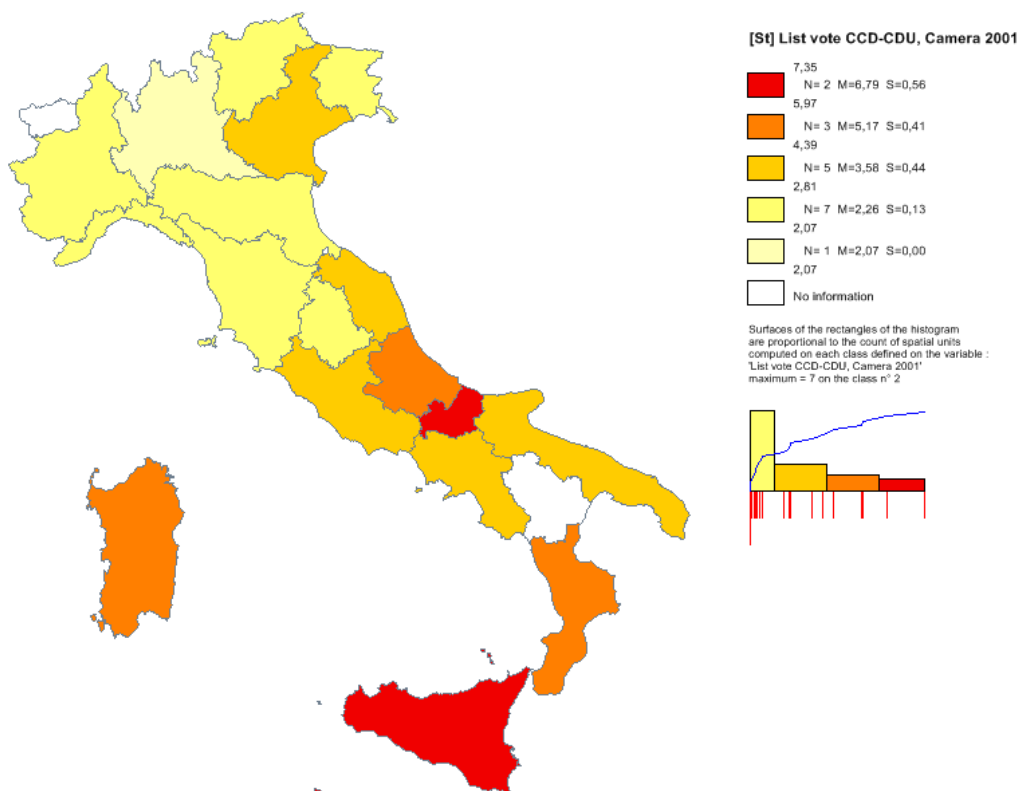 [St] List vote CCD-CDU, Camera 2001
7,35
N= 2 M=6,79 S=0,56
5,97
N= 3 M=5,17 S=0,41
4,39
N= 5 M=3,58 S=0,44
2,81
N= 7 M=2,26 S=0,13
2,07
N= 1 M=2,07 S=0,00
2,07
No information
Surfaces of the rectangles of the histogram
are proportional to the count of spatial units
computed on each class defined on the variable :
'List vote CCD-CDU, Camera 2001'
maximum = 7 on the class n° 2